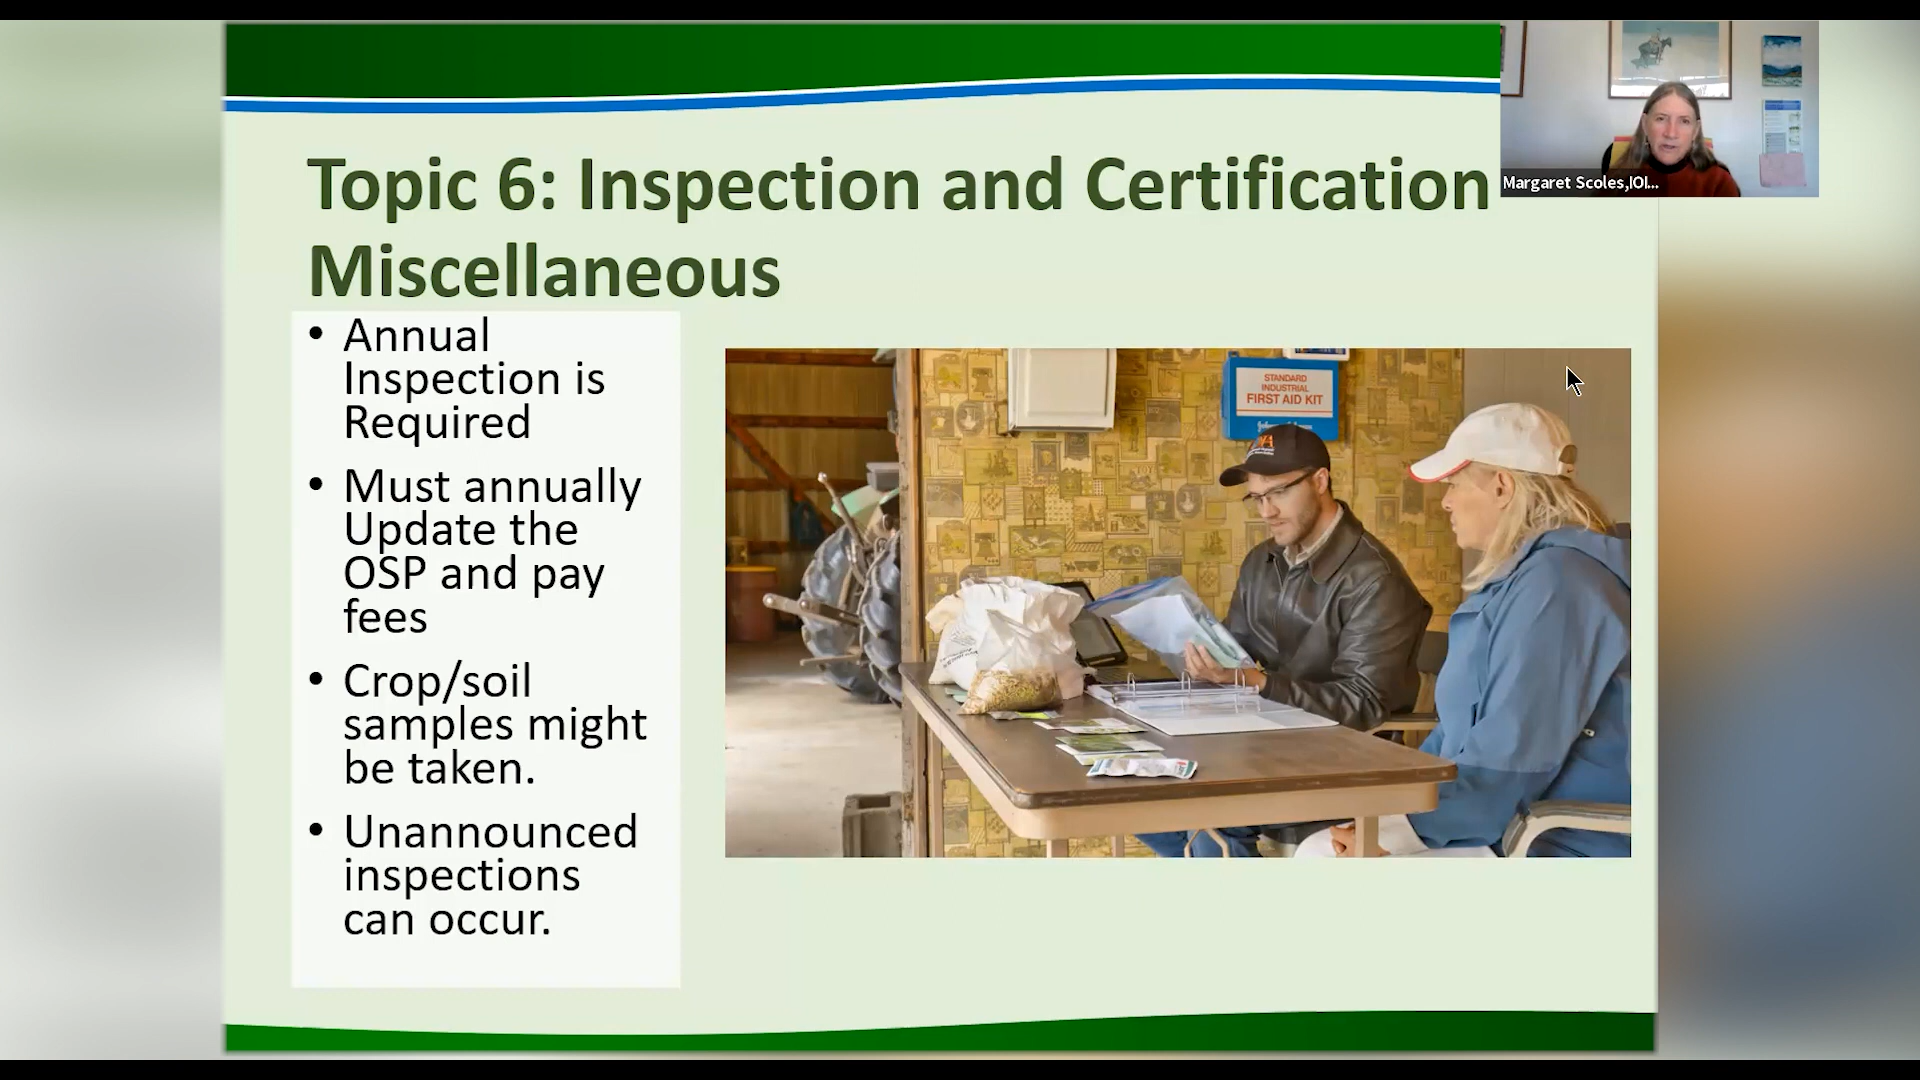 Topic 6: Inspection and Certification
Miscellaneous
Margaret Scoles,IOI...
• Annual
Inspection is
Required
• Must annually
Update the
OSP and pay
fees
• Crop/soil
samples might
be taken.
• Unannounced
inspections
can occur.
STANDARD
INDUSTRIAL
FIRST AID KIT